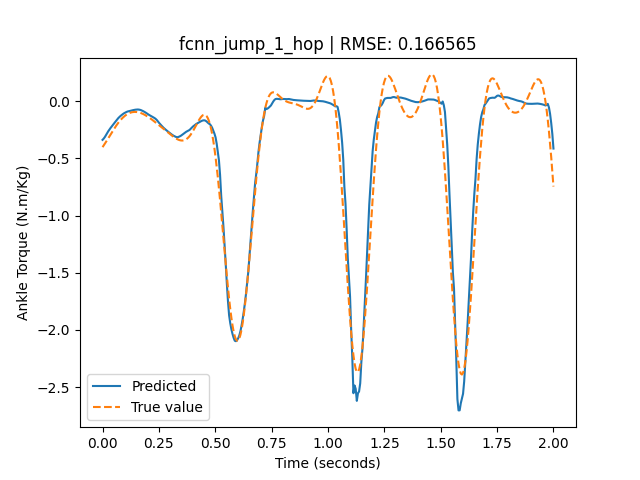 fcnn_jump_1_hop | RMSE: 0.166565
Ankle Torque (N.m/Kg)
0.0
−0.5
−1.0
−1.5
−2.0
−2.5
Predicted
True value
0.00 0.25 0.50 0.75 1.00 1.25 1.50 1.75 2.00
Time (seconds)